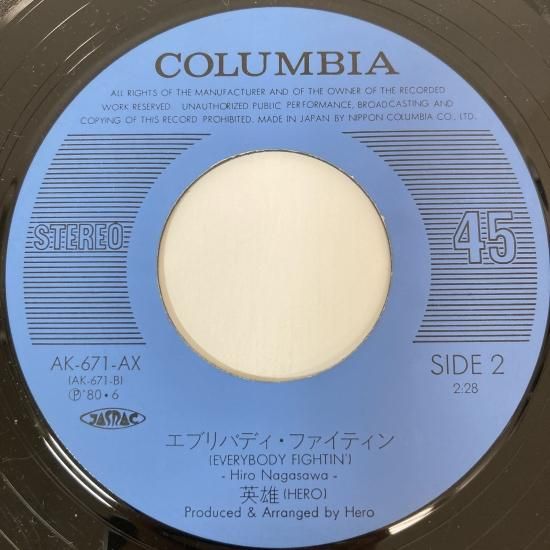 COLUMBIA
ALL RIGHTS OF THE MANUFACTURER AND OF THE OWNER OF THE RECORDED
WORK RESERVED. UNAUTHORIZED PUBLIC PERFORMANCE, BROADCASTING AND
COPYING OF THIS RECORD PROHIBITED. MADE IN JAPAN BY NIPPON COLUMBIA CO., LTD.
STEREO
45
AK-671-AX
(AK-671-B)
Ⓟ'80・6
JASRAC
SIDE 2
2:28
エブリバディ・ファイティン
(EVERYBODY FIGHTIN')
- Hiro Nagasawa -
英雄(HERO)
Produced & Arranged by Hero